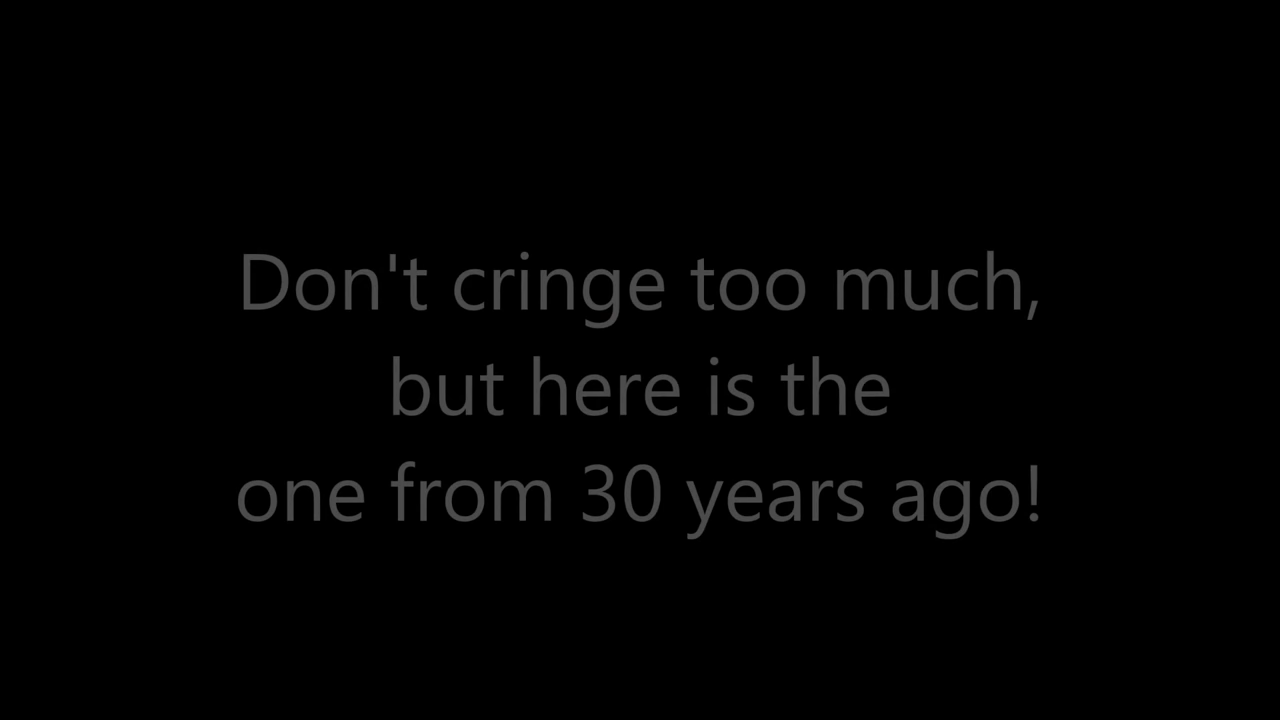 Don't cringe too much,
but here is the
one from 30 years ago!